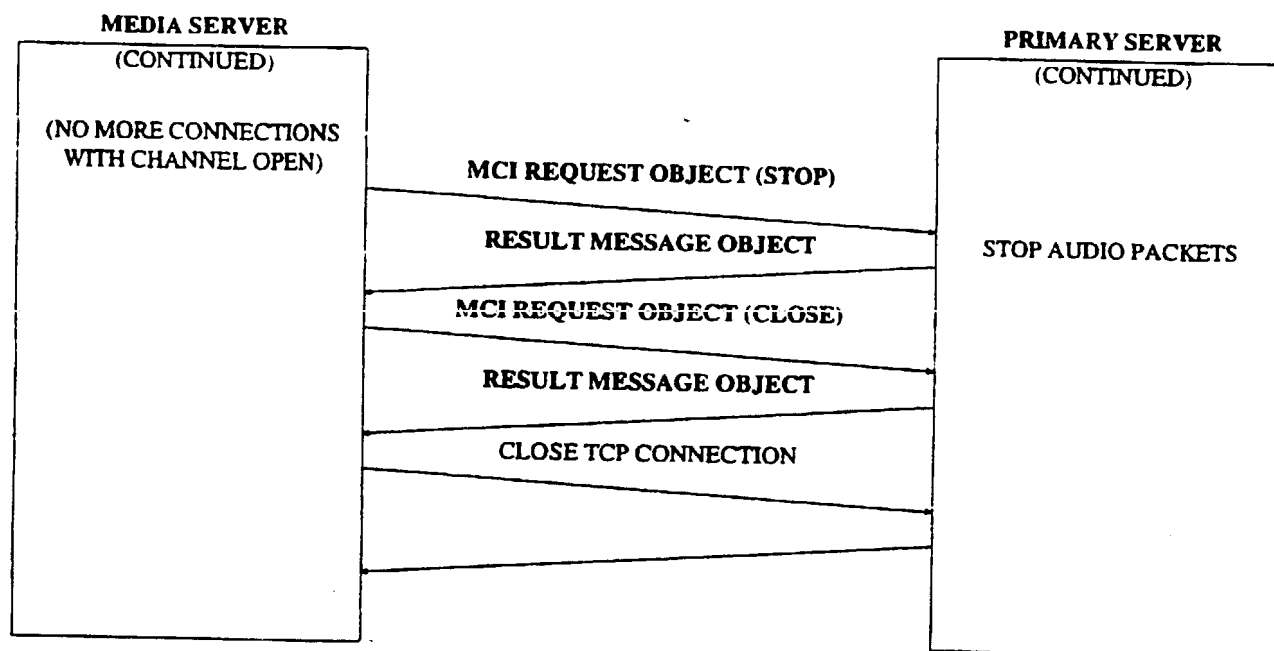 MEDIA SERVER
(CONTINUED)
(NO MORE CONNECTIONS
WITH CHANNEL OPEN)
PRIMARY SERVER
(CONTINUED)
MCI REQUEST OBJECT (STOP)
RESULT MESSAGE OBJECT
STOP AUDIO PACKETS
MCI REQUEST OBJECT (CLOSE)
RESULT MESSAGE OBJECT
CLOSE TCP CONNECTION